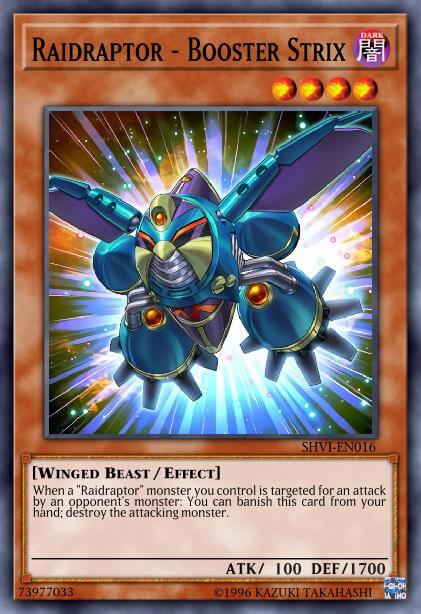 Raidraptor - Booster Strix
DARK
闇
SHVI-EN016
[Winged Beast / Effect]
When a "Raidraptor" monster you control is targeted for an attack
by an opponent's monster: You can banish this card from your
hand; destroy the attacking monster.
ATK/ 100 DEF/1700
73977033
©1996 KAZUKI TAKAHASHI